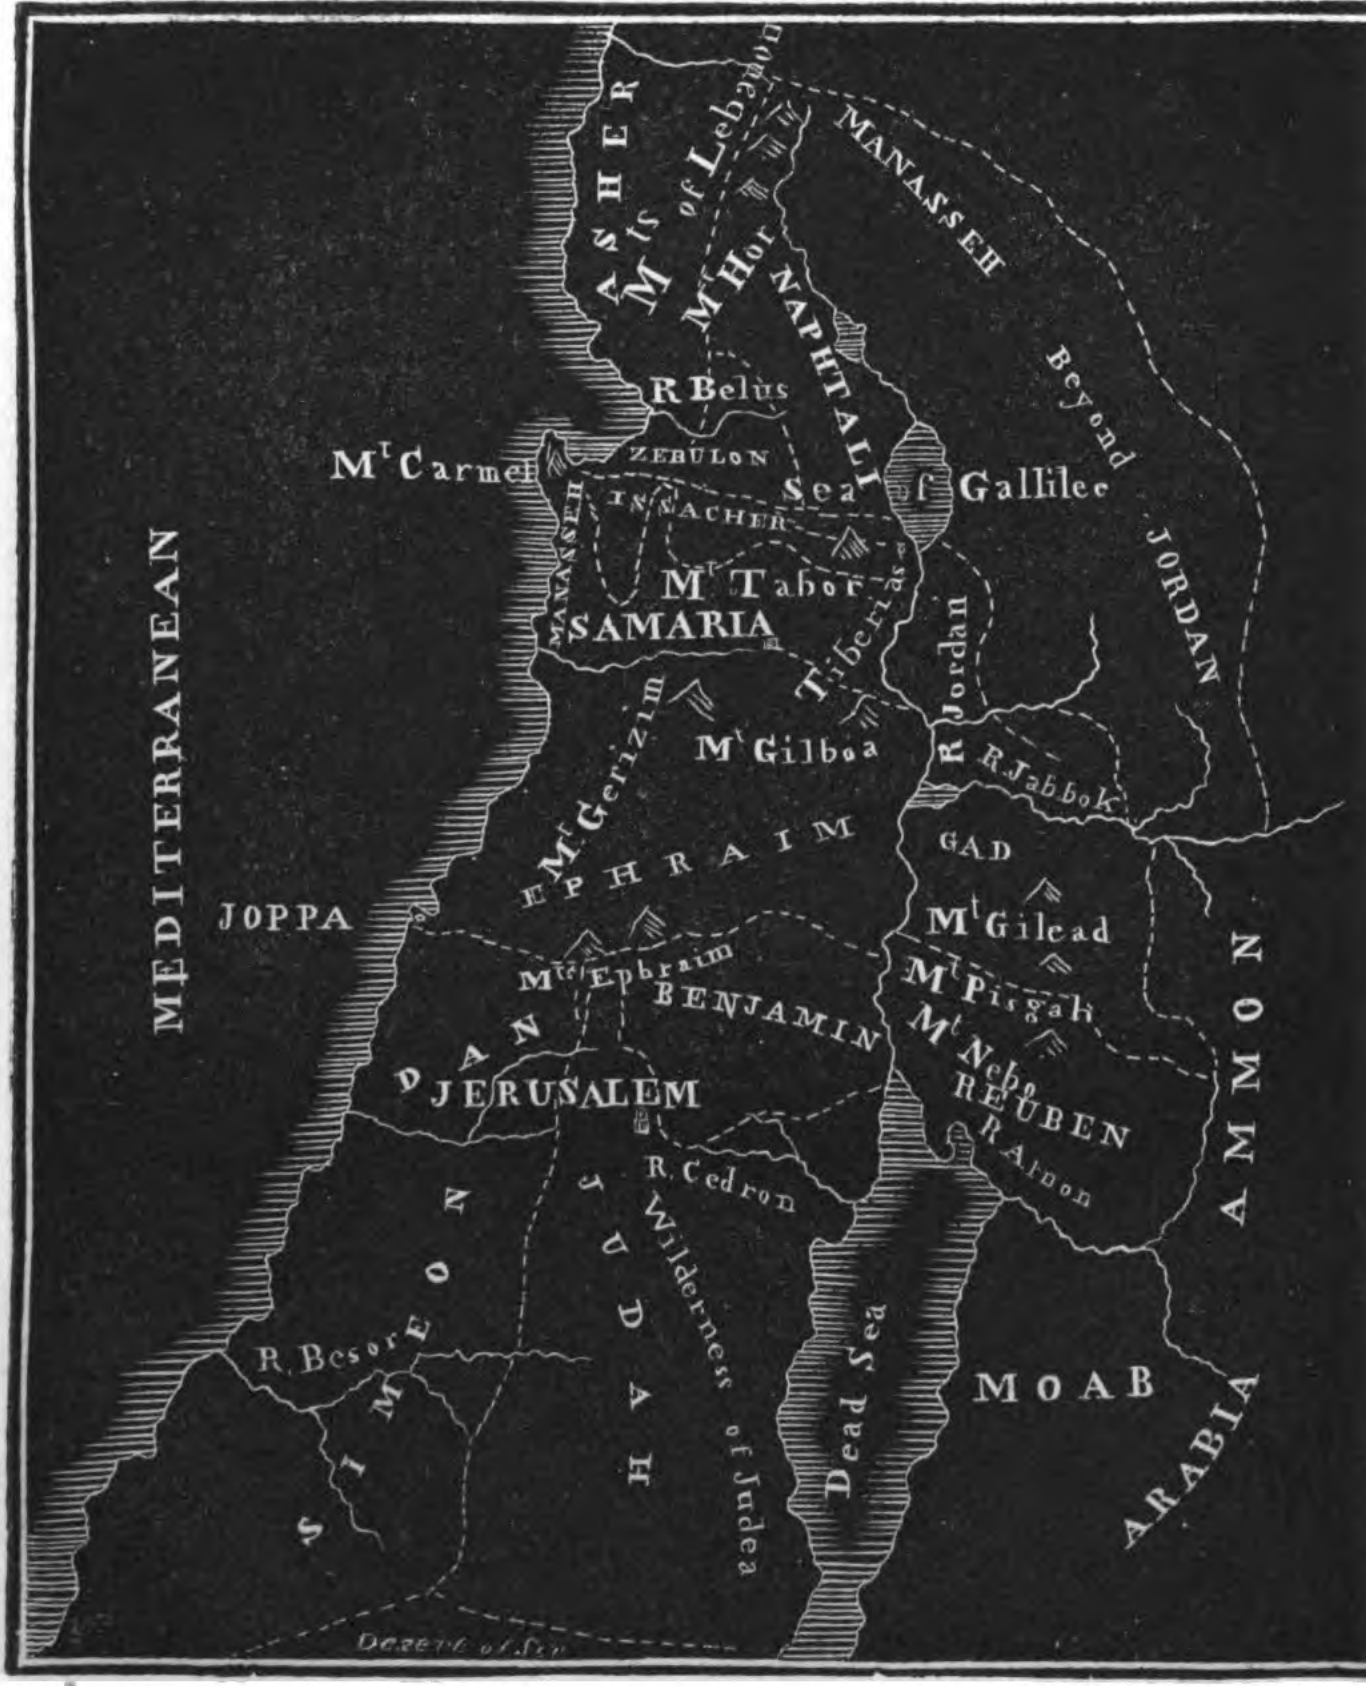 Mts of Lebanon
ASHER
MANASSEH
Beyond
JORDAN
Mt Hor
NAPHTALI
R Belus
Mt Carmel
ZEBULON
Sea of Gallilee
ISSACHER
MANASSEH
Mt Tabor
SAMARIA
Tiberias
R Jordan
MEDITERRANEAN
Mt Gerizim
Mt Gilboa
R. Jabbok
EPHRAIM
GAD
JOPPA
Mt Gilead
Mts Ephraim
BENJAMIN
Mt Pisgah
Mt Nebo
AMMON
DAN
JERUSALEM
REUBEN
R Arnon
R. Cedron
JUDAH
Wilderness of Judea
SIMEON
R. Besor
Dead Sea
MOAB
ARABIA
Dezert of